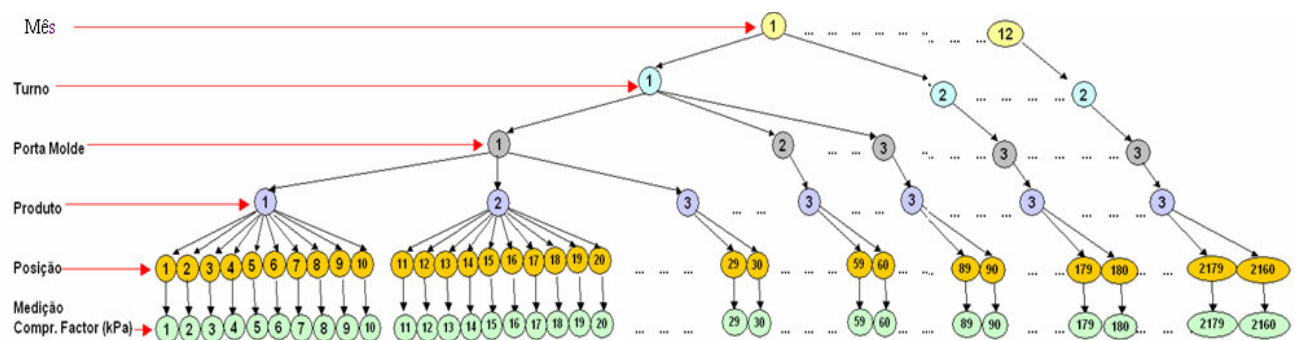 Mês 1 ... ... ... ... ... ... .. ... ... 12
Turno 1 2 ... ... ... ... 2
Porta Molde 1 2 ... ... 3 .. ... ... 3 ... ... ... ... 3
Produto 1 2 3 ... ... 3 ... ... 3 ... ... ... 3 ... ... ... ... 3
Posição 1 2 3 4 5 6 7 8 9 10 11 12 13 14 15 16 17 18 19 20 ... ... ... ... 29 30 ... ... ... 59 60 ... ... .... 89 90 ... ... ... 179 180 ... ... 2179 2160
Medição
Compr. Factor (kPa) 1 2 3 4 5 6 7 8 9 10 11 12 13 14 15 16 17 18 19 20 ... ... ... ... 29 30 ... ... ... 59 60 ... ... .... 89 90 ... ... ... 179 180 ... ... 2179 2160